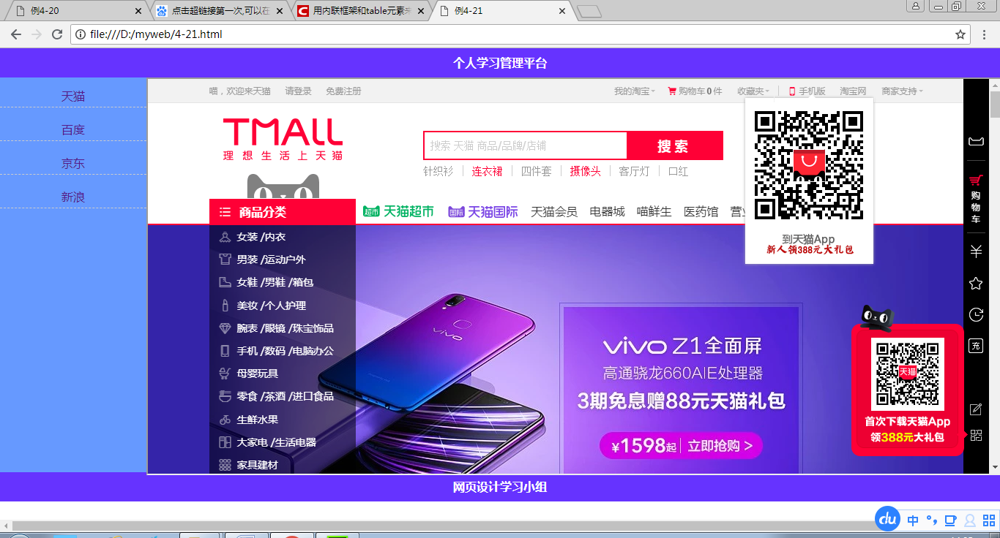 例4-20
点击超链接第一次,可以在
用内联框架和table元素来
例4-21
file:///D:/myweb/4-21.html
个人学习管理平台
天猫
百度
京东
新浪
喵，欢迎来天猫 请登录 免费注册 我的淘宝 购物车0件 收藏夹 手机版 淘宝网 商家支持
TMALL
理想生活上天猫
搜索 天猫 商品/品牌/店铺 搜索
针织衫 连衣裙 四件套 摄像头 客厅灯 口红
商品分类 超市 天猫超市 国际 天猫国际 天猫会员 电器城 喵鲜生 医药馆
到天猫App
新人领388元大礼包
女装 /内衣
男装 /运动户外
女鞋 /男鞋 /箱包
美妆 /个人护理
腕表 /眼镜 /珠宝饰品
手机 /数码 /电脑办公
母婴玩具
零食 /茶酒 /进口食品
生鲜水果
大家电 /生活电器
家具建材
vivo
vivo Z1全面屏
高通骁龙660AIE处理器
3期免息赠88元天猫礼包
¥1598起 立即抢购 >
购物车
充
天猫
首次下载天猫App
领388元大礼包
网页设计学习小组
du 中